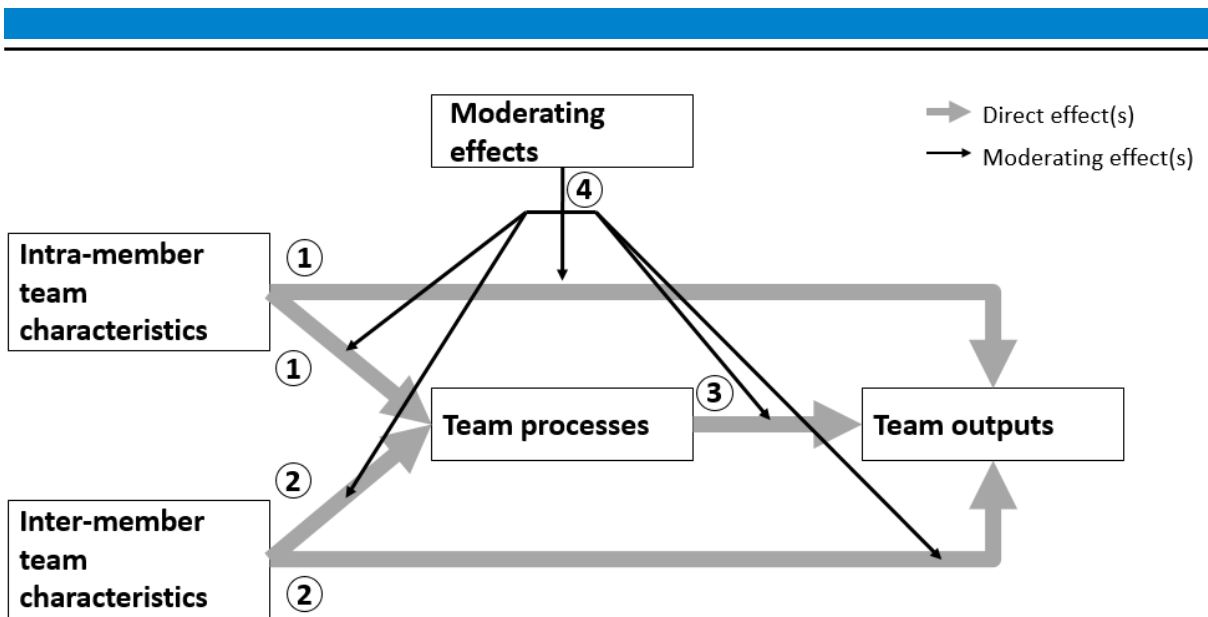 Moderating
effects
Direct effect(s)
Moderating effect(s)
4
Intra-member
team
characteristics
1
1
Team processes
3
Team outputs
2
Inter-member
team
characteristics
2